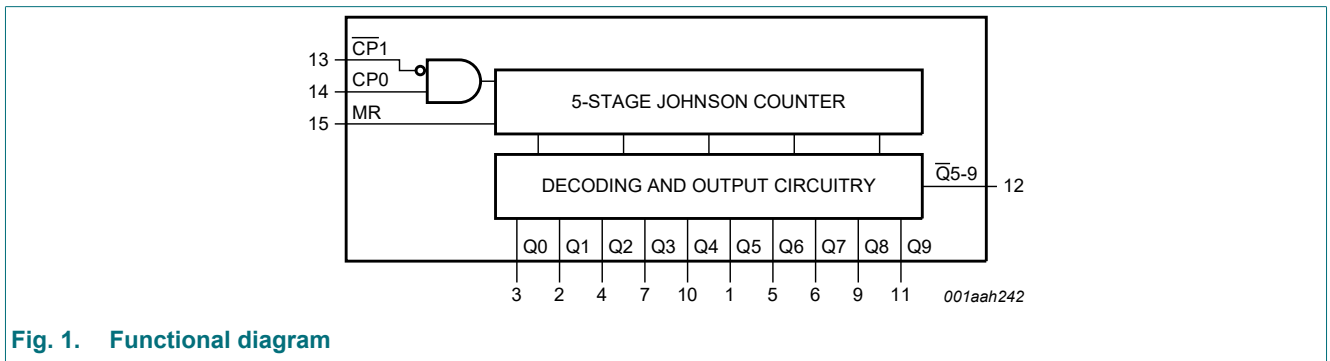 C̅P̅1
13
CP0
14
MR
15
5-STAGE JOHNSON COUNTER
DECODING AND OUTPUT CIRCUITRY
Q̅5-9
12
Q0 Q1 Q2 Q3 Q4 Q5 Q6 Q7 Q8 Q9
3 2 4 7 10 1 5 6 9 11
001aah242
Fig. 1. Functional diagram